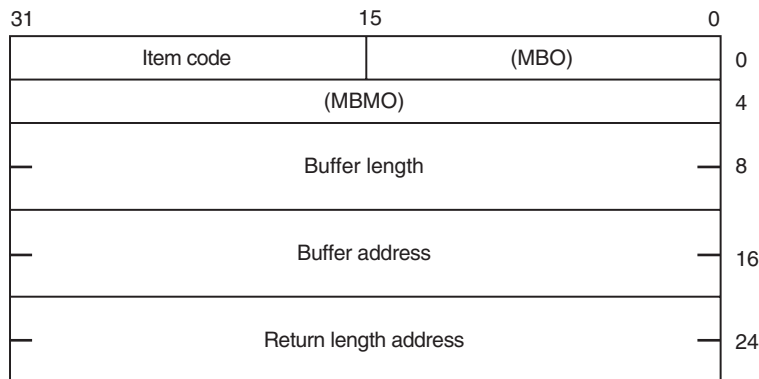 31 15 0
Item code (MBO) 0
(MBMO) 4
Buffer length 8
Buffer address 16
Return length address 24